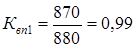 Kвп1 = 870/880 = 0,99